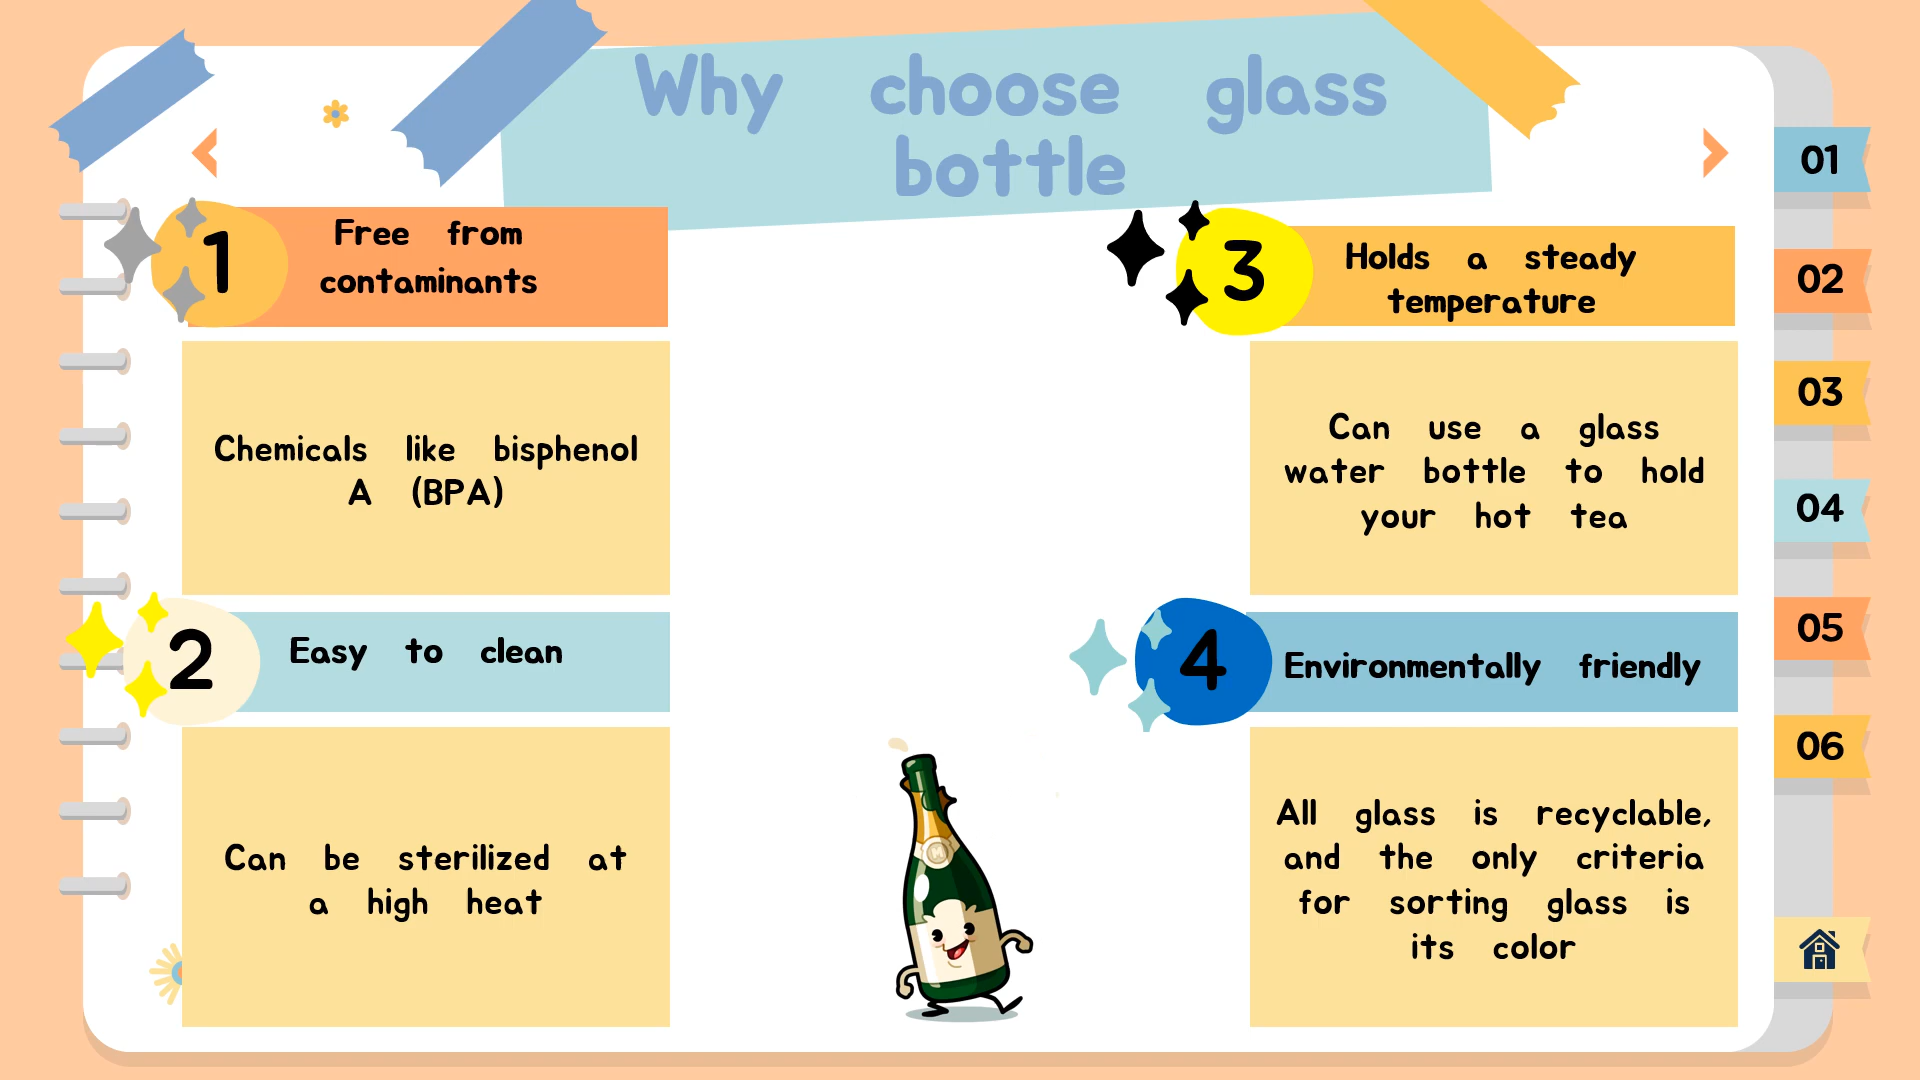 Why choose glass
bottle
1
Free from
contaminants
Chemicals like bisphenol
A (BPA)
2
Easy to clean
Can be sterilized at
a high heat
3
Holds a steady
temperature
Can use a glass
water bottle to hold
your hot tea
4
Environmentally friendly
All glass is recyclable,
and the only criteria
for sorting glass is
its color
01
02
03
04
05
06